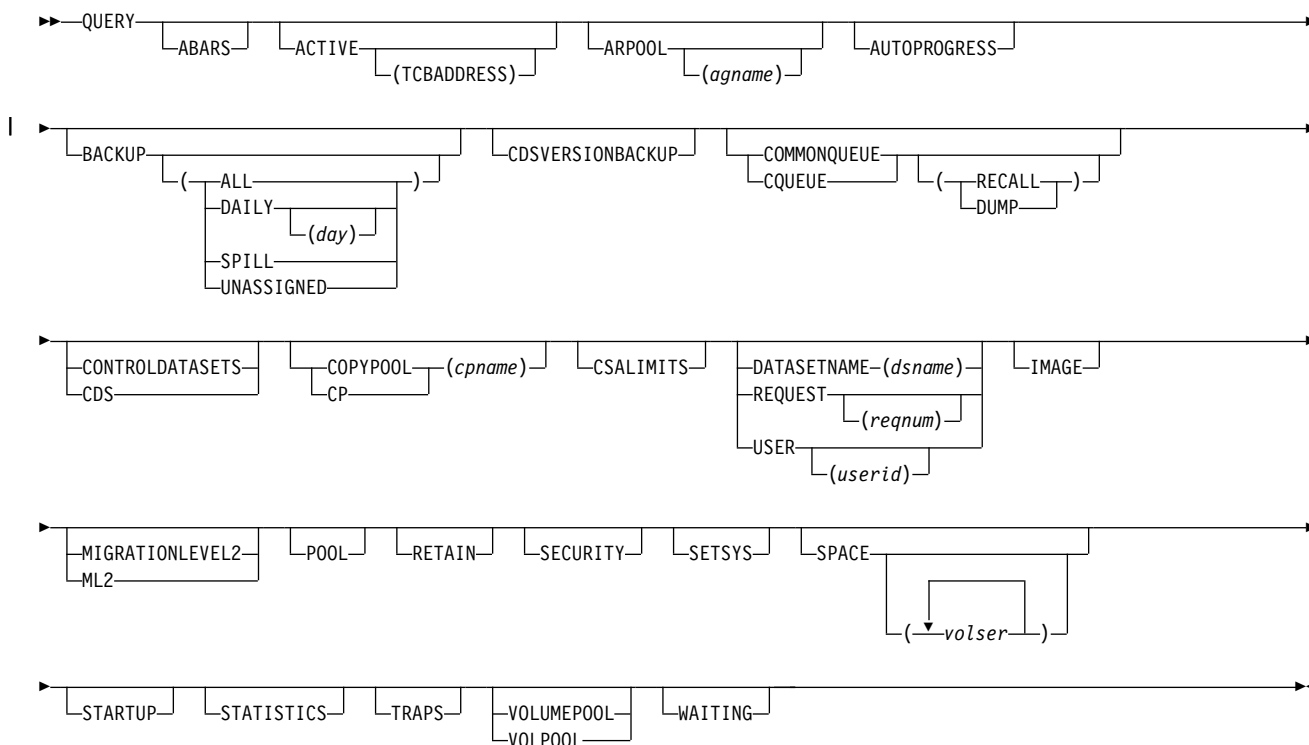 QUERY ABARS ACTIVE (TCBADDRESS) ARPOOL (agname) AUTOPROGRESS
BACKUP ( ALL DAILY (day) SPILL UNASSIGNED ) CDSVERSIONBACKUP COMMONQUEUE CQUEUE ( RECALL DUMP )
CONTROLDATASETS CDS COPYPOOL CP (cpname) CSALIMITS DATASETNAME (dsname) REQUEST (reqnum) USER (userid) IMAGE
MIGRATIONLEVEL2 ML2 POOL RETAIN SECURITY SETSYS SPACE ( volser )
STARTUP STATISTICS TRAPS VOLUMEPOOL VOLPOOL WAITING